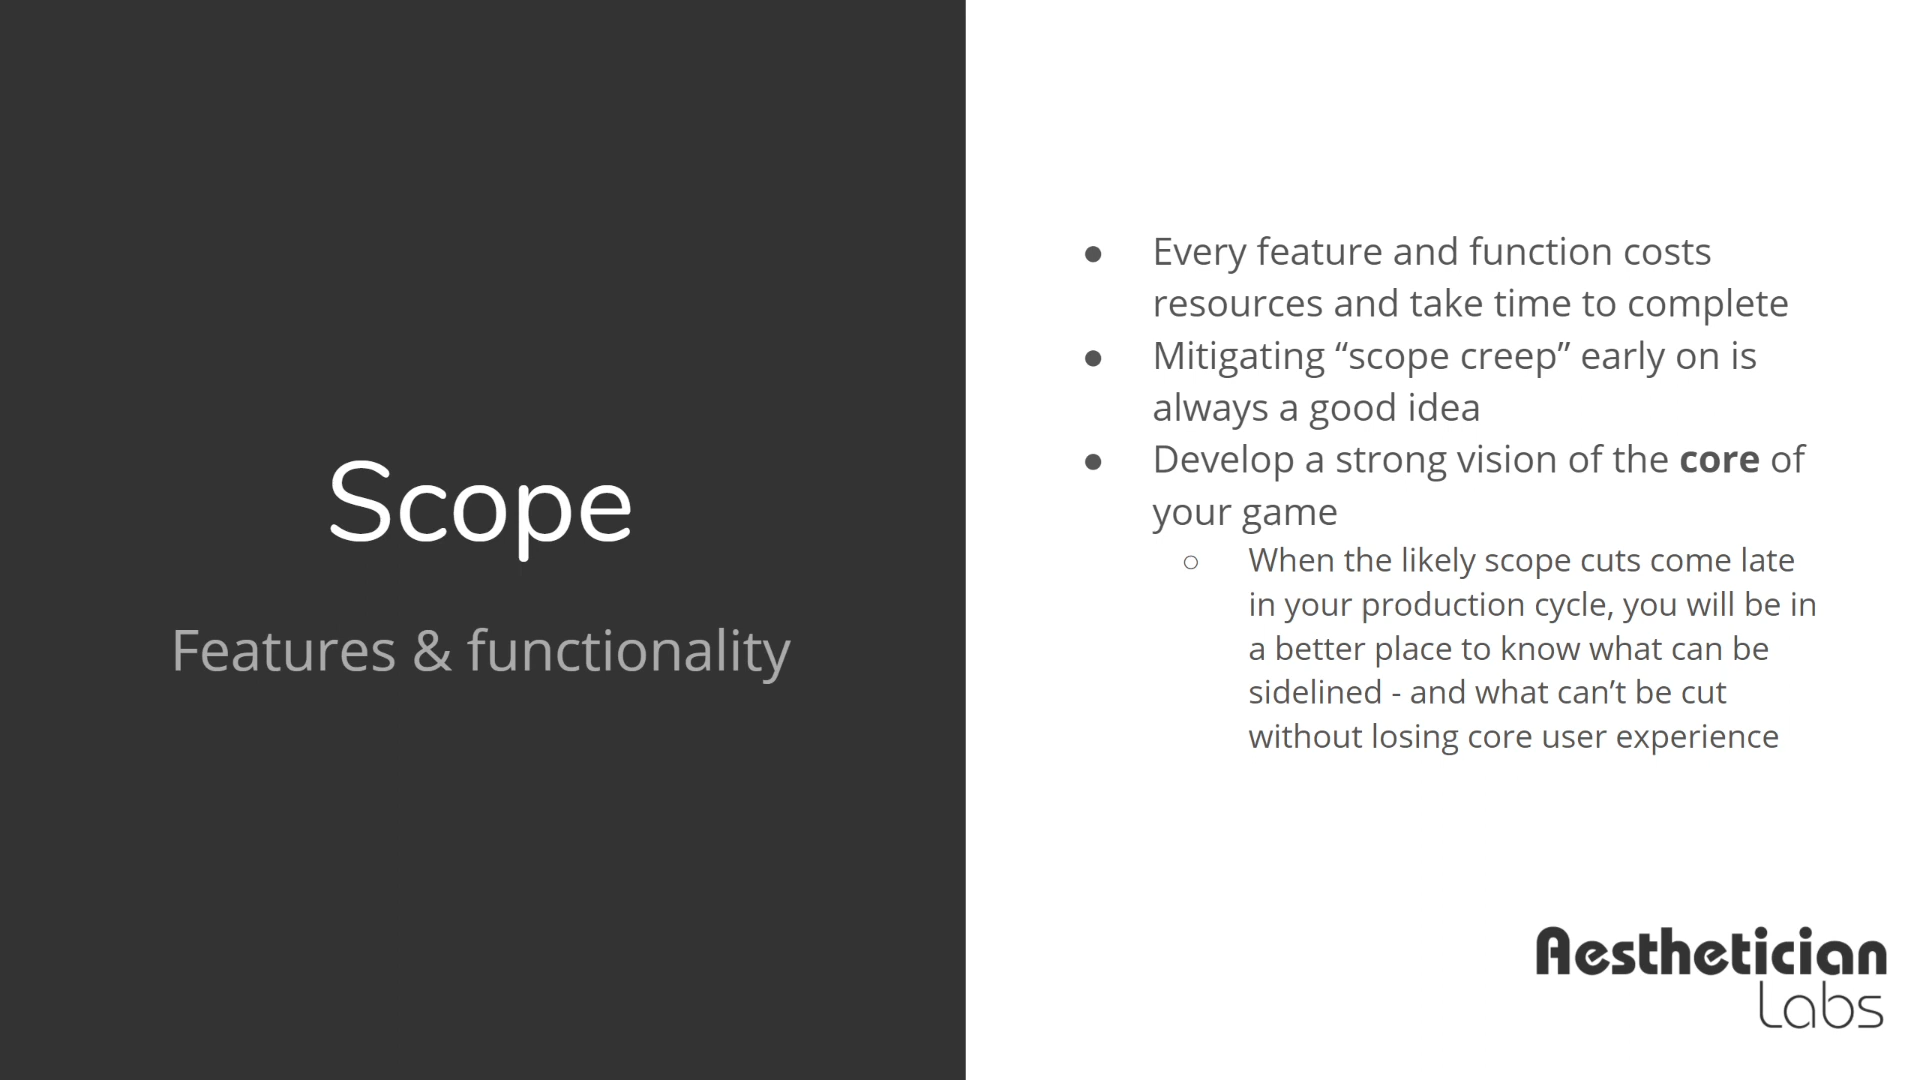 Scope
Features & functionality
● Every feature and function costs
resources and take time to complete
● Mitigating “scope creep” early on is
always a good idea
● Develop a strong vision of the core of
your game
○ When the likely scope cuts come late
in your production cycle, you will be in
a better place to know what can be
sidelined - and what can’t be cut
without losing core user experience
Aesthetician
Labs